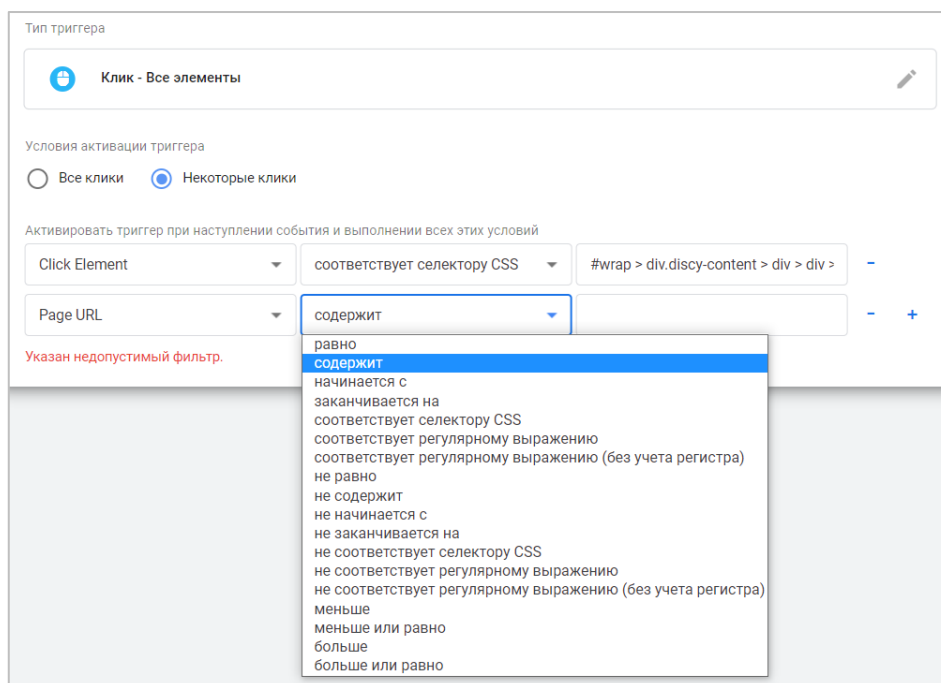 Тип триггера
Клик - Все элементы
Условия активации триггера
Все клики Некоторые клики
Активировать триггер при наступлении события и выполнении всех этих условий
Click Element соответствует селектору CSS #wrap > div.discy-content > div > div > -
Page URL содержит - +
Указан недопустимый фильтр.
равно
содержит
начинается с
заканчивается на
соответствует селектору CSS
соответствует регулярному выражению
соответствует регулярному выражению (без учета регистра)
не равно
не содержит
не начинается с
не заканчивается на
не соответствует селектору CSS
не соответствует регулярному выражению
не соответствует регулярному выражению (без учета регистра)
меньше
меньше или равно
больше
больше или равно